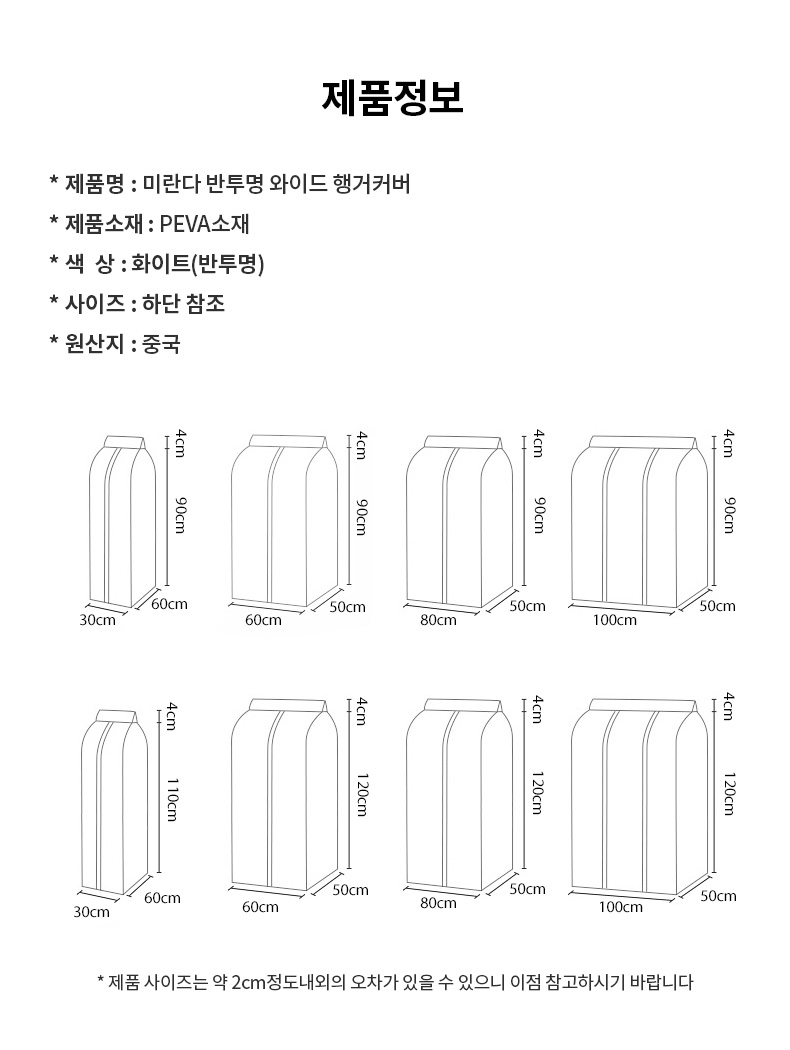 제품정보
* 제품명 : 미란다 반투명 와이드 행거커버
* 제품소재 : PEVA소재
* 색 상 : 화이트(반투명)
* 사이즈 : 하단 참조
* 원산지 : 중국
4cm
90cm
60cm
30cm
4cm
90cm
50cm
60cm
4cm
90cm
50cm
80cm
4cm
90cm
50cm
100cm
4cm
110cm
60cm
30cm
4cm
120cm
50cm
60cm
4cm
120cm
50cm
80cm
4cm
120cm
50cm
100cm
* 제품 사이즈는 약 2cm정도내외의 오차가 있을 수 있으니 이점 참고하시기 바랍니다